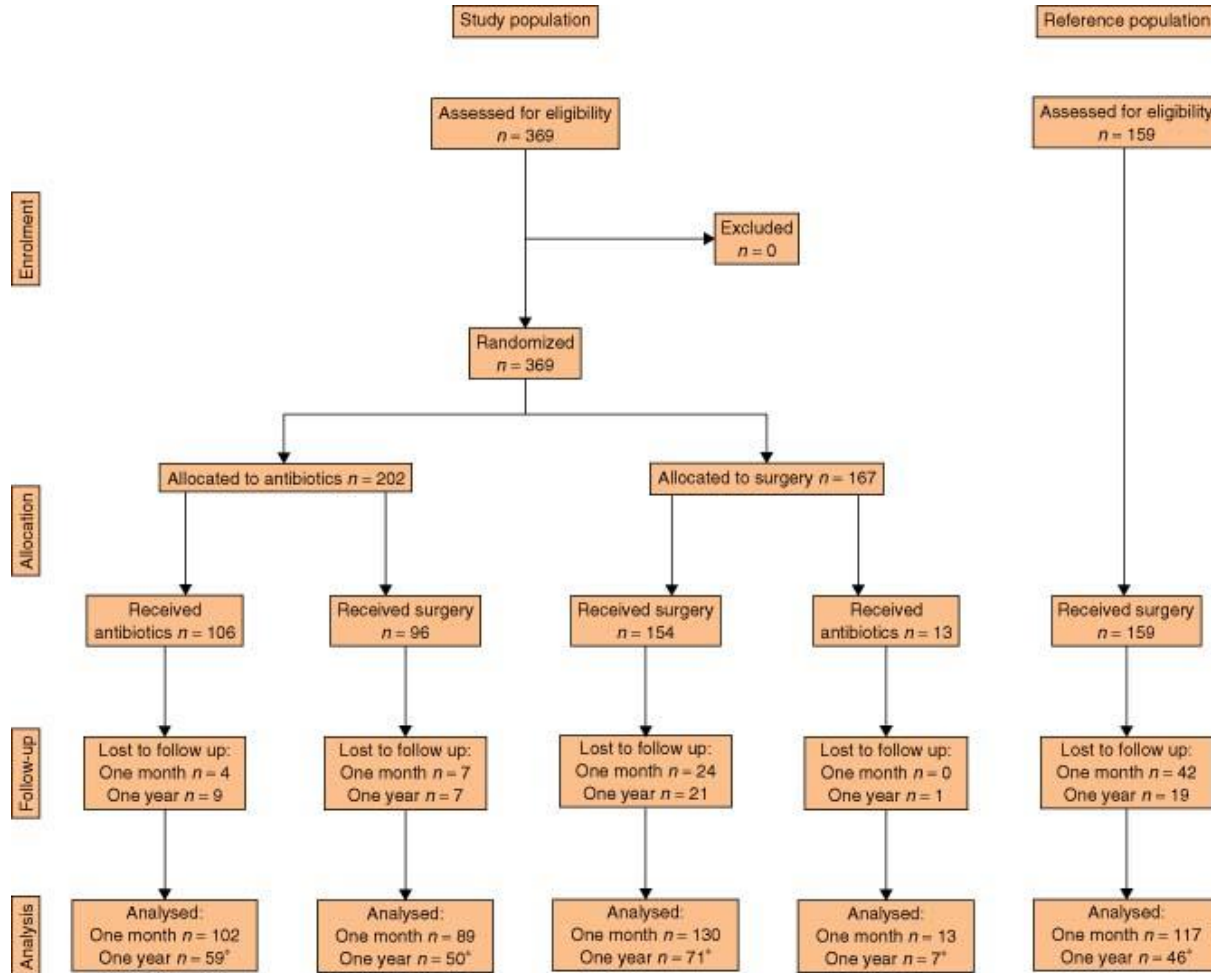 Study population
Reference population
Assessed for eligibility
n = 369
Assessed for eligibility
n = 159
Enrolment
Excluded
n = 0
Randomized
n = 369
Allocated to antibiotics n = 202
Allocated to surgery n = 167
Allocation
Received
antibiotics n = 106
Received surgery
n = 96
Received surgery
n = 154
Received
antibiotics n = 13
Received surgery
n = 159
Follow-up
Lost to follow up:
One month n = 4
One year n = 9
Lost to follow up:
One month n = 7
One year n = 7
Lost to follow up:
One month n = 24
One year n = 21
Lost to follow up:
One month n = 0
One year n = 1
Lost to follow up:
One month n = 42
One year n = 19
Analysis
Analysed:
One month n = 102
One year n = 59*
Analysed:
One month n = 89
One year n = 50*
Analysed:
One month n = 130
One year n = 71*
Analysed:
One month n = 13
One year n = 7*
Analysed:
One month n = 117
One year n = 46*